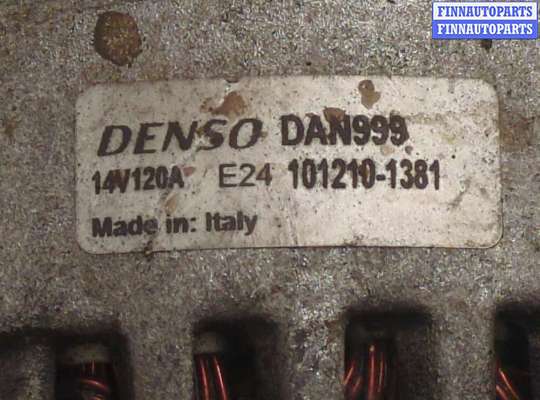 FINNAUTOPARTS
FINNAUTOPARTS
DENSO DAN999
14V120A E24 101210-1381
Made in: Italy